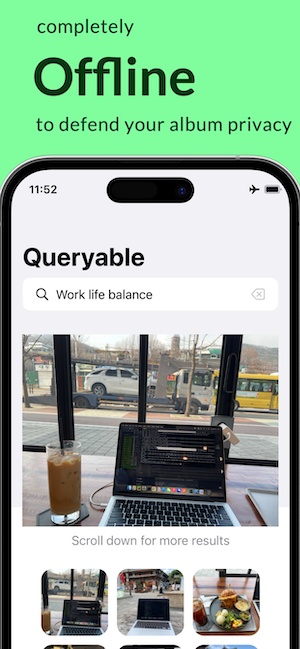 completely
Offline
to defend your album privacy
11:52
Queryable
Work life balance
Scroll down for more results